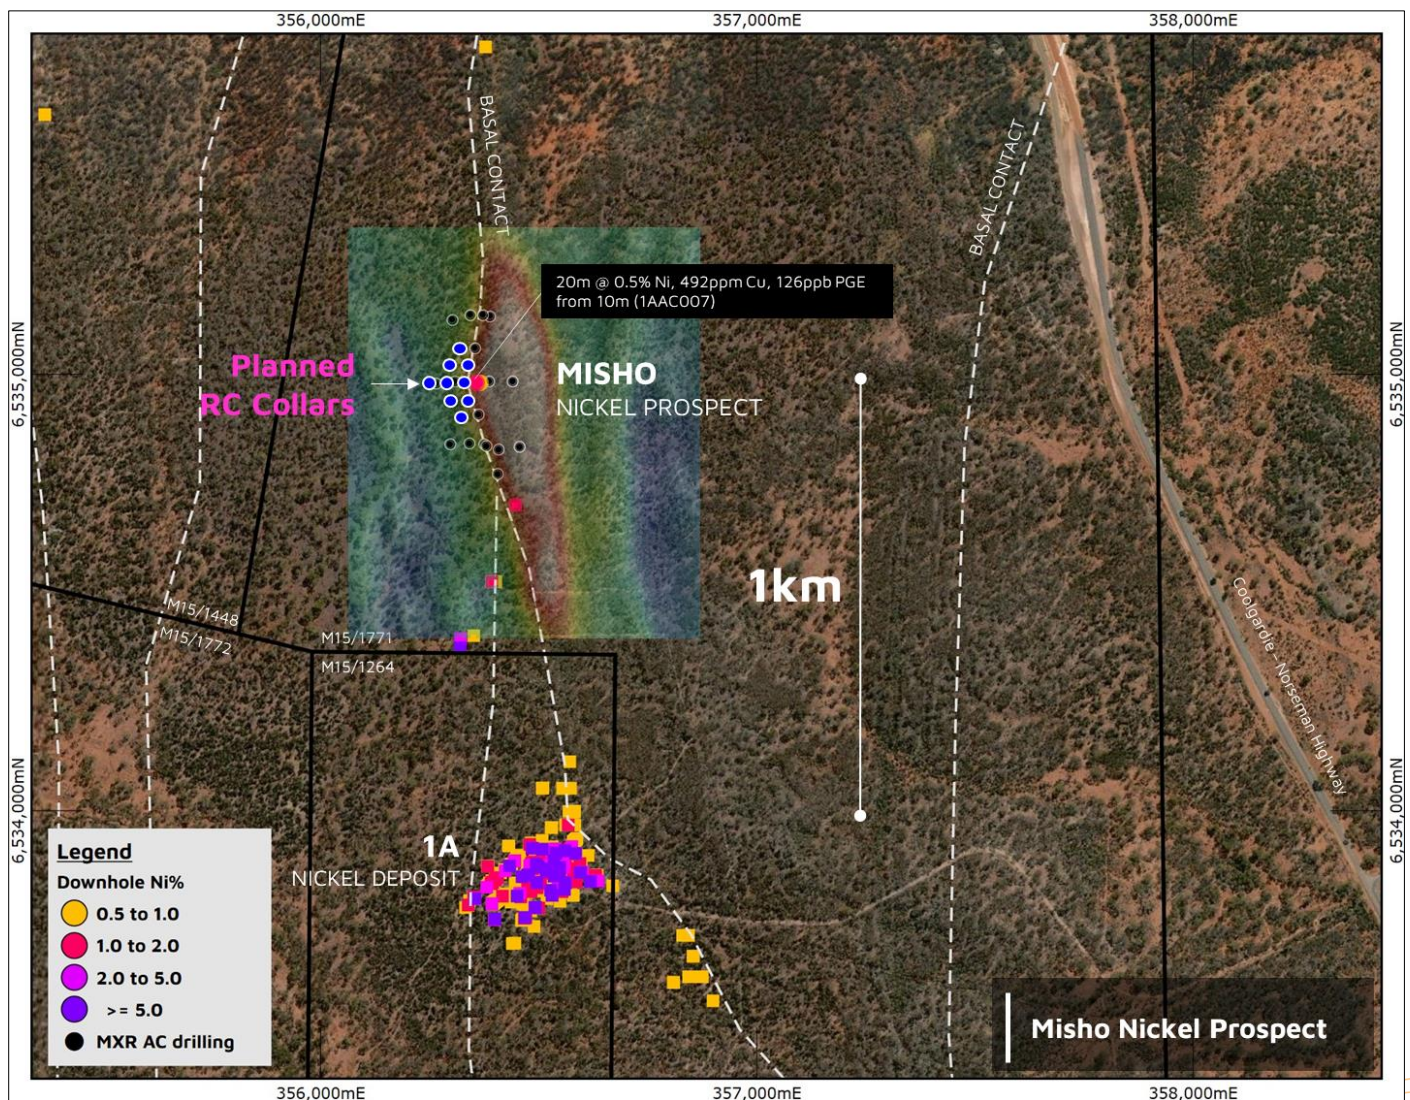 356,000mE
357,000mE
358,000mE
BASAL CONTACT
BASAL CONTACT
20m @ 0.5% Ni, 492ppm Cu, 126ppb PGE
from 10m (1AAC007)
6,535,000mN
6,535,000mN
Planned
RC Collars
MISHO
NICKEL PROSPECT
1km
Coolgardie – Norseman Highway
M15/1448
M15/1772
M15/1771
M15/1264
6,534,000mN
6,534,000mN
1A
NICKEL DEPOSIT
Legend
Downhole Ni%
0.5 to 1.0
1.0 to 2.0
2.0 to 5.0
>= 5.0
MXR AC drilling
Misho Nickel Prospect
356,000mE
357,000mE
358,000mE